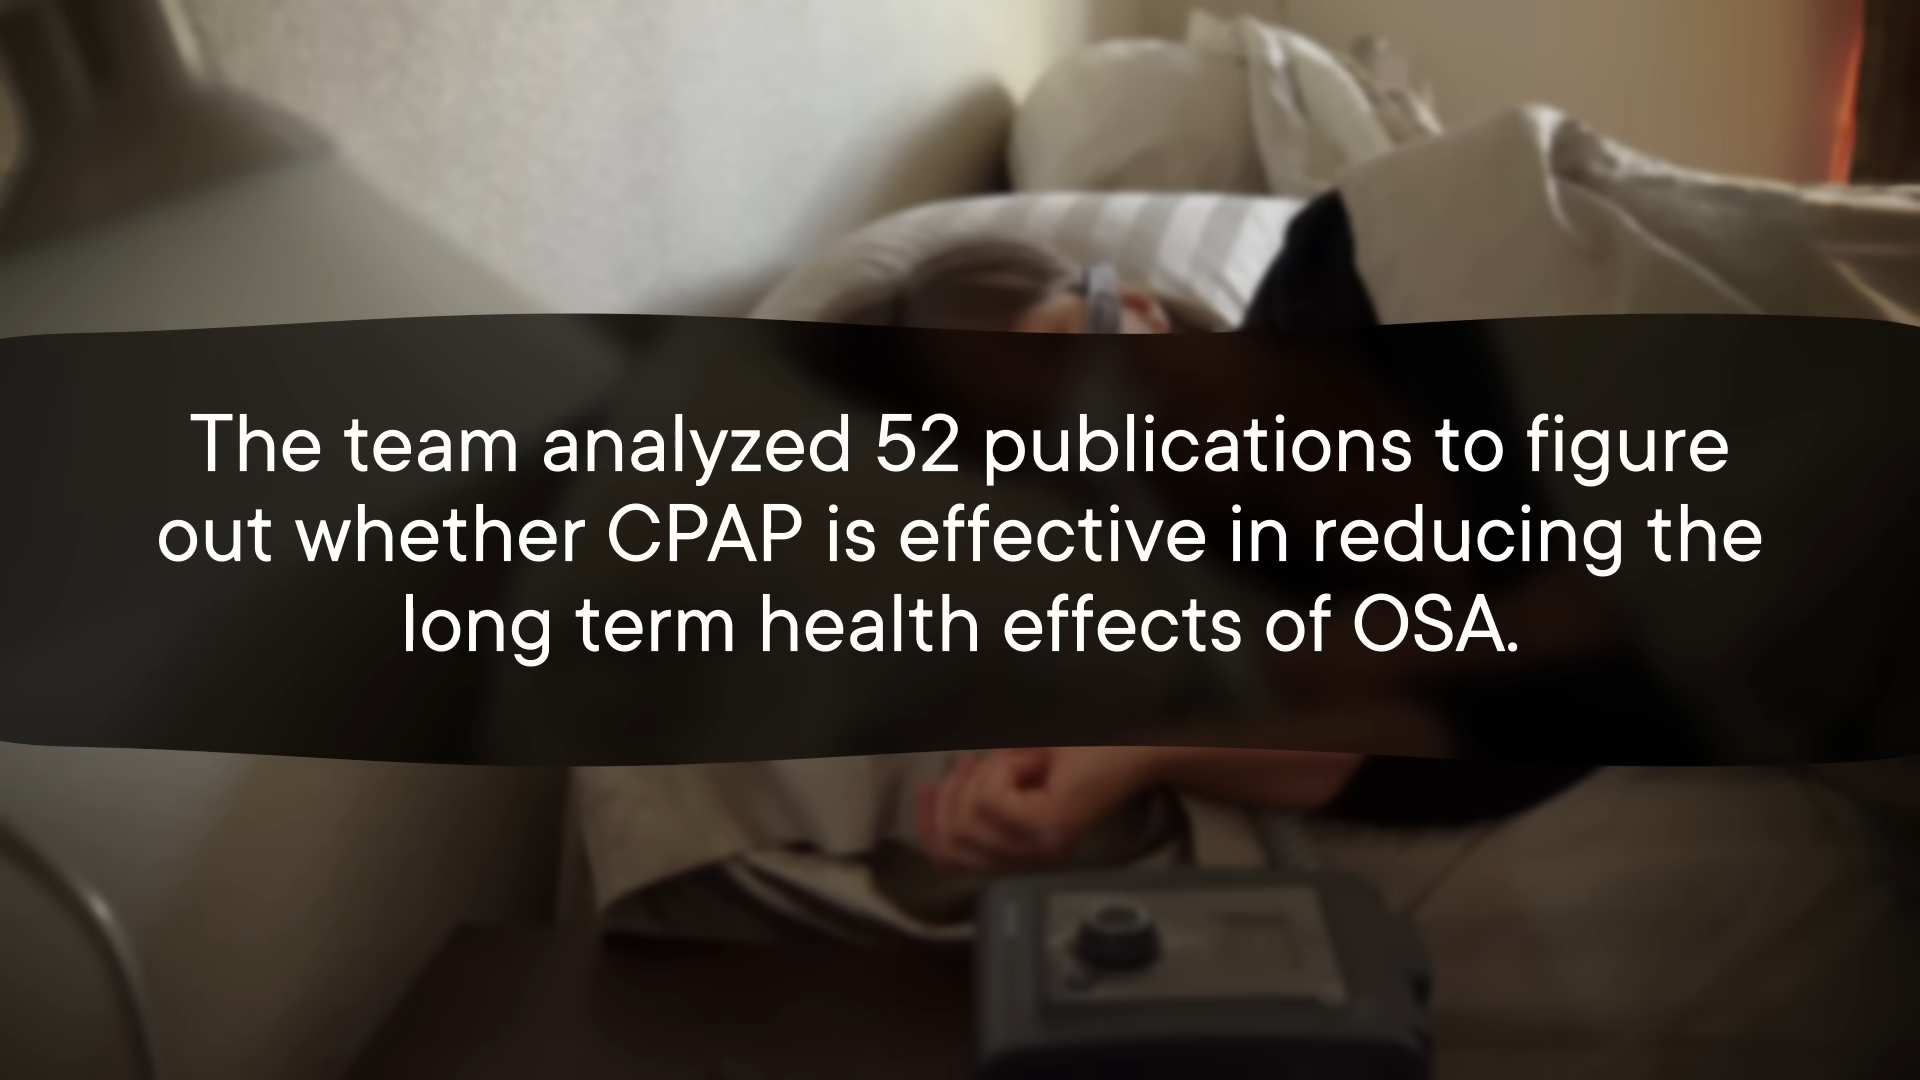 The team analyzed 52 publications to figure
out whether CPAP is effective in reducing the
long term health effects of OSA.